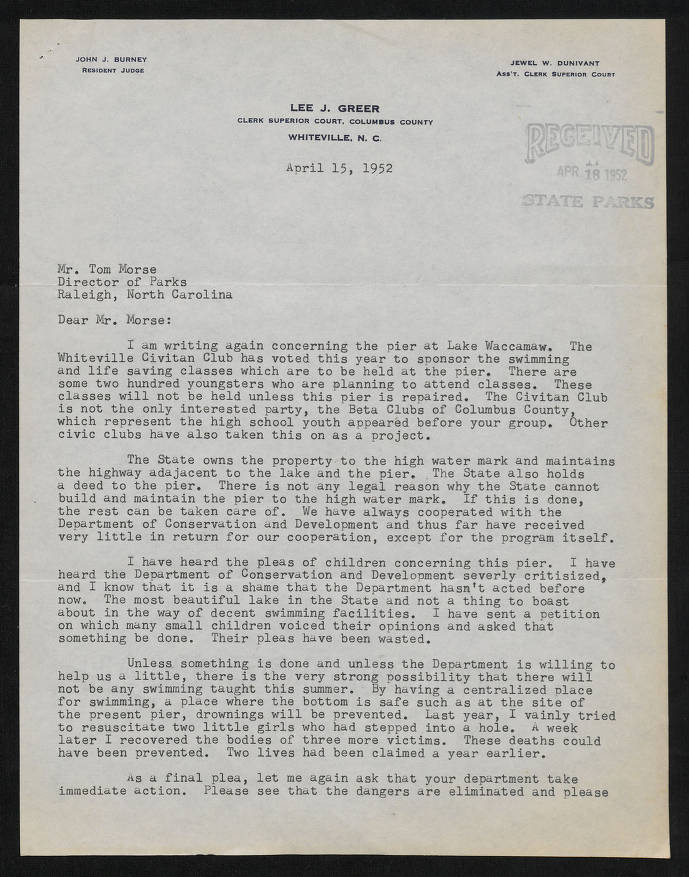 JOHN J. BURNEY
RESIDENT JUDGE
JEWEL W. DUNIVANT
ASS'T. CLERK SUPERIOR COURT
LEE J. GREER
CLERK SUPERIOR COURT, COLUMBUS COUNTY
WHITEVILLE, N. C.
RECEIVED
APR 18 1952
STATE PARKS
April 15, 1952
Mr. Tom Morse
Director of Parks
Raleigh, North Carolina
Dear Mr. Morse:
I am writing again concerning the pier at Lake Waccamaw. The
Whiteville Civitan Club has voted this year to sponsor the swimming
and life saving classes which are to be held at the pier. There are
some two hundred youngsters who are planning to attend classes. These
classes will not be held unless this pier is repaired. The Civitan Club
is not the only interested party, the Beta Clubs of Columbus County,
which represent the high school youth appeared before your group. Other
civic clubs have also taken this on as a project.
The State owns the property to the high water mark and maintains
the highway adajacent to the lake and the pier. The State also holds
a deed to the pier. There is not any legal reason why the State cannot
build and maintain the pier to the high water mark. If this is done,
the rest can be taken care of. We have always cooperated with the
Department of Conservation and Development and thus far have received
very little in return for our cooperation, except for the program itself.
I have heard the pleas of children concerning this pier. I have
heard the Department of Conservation and Development severly critisized,
and I know that it is a shame that the Department hasn't acted before
now. The most beautiful lake in the State and not a thing to boast
about in the way of decent swimming facilities. I have sent a petition
on which many small children voiced their opinions and asked that
something be done. Their pleas have been wasted.
Unless something is done and unless the Department is willing to
help us a little, there is the very strong possibility that there will
not be any swimming taught this summer. By having a centralized place
for swimming, a place where the bottom is safe such as at the site of
the present pier, drownings will be prevented. Last year, I vainly tried
to resuscitate two little girls who had stepped into a hole. A week
later I recovered the bodies of three more victims. These deaths could
have been prevented. Two lives had been claimed a year earlier.
As a final plea, let me again ask that your department take
immediate action. Please see that the dangers are eliminated and please